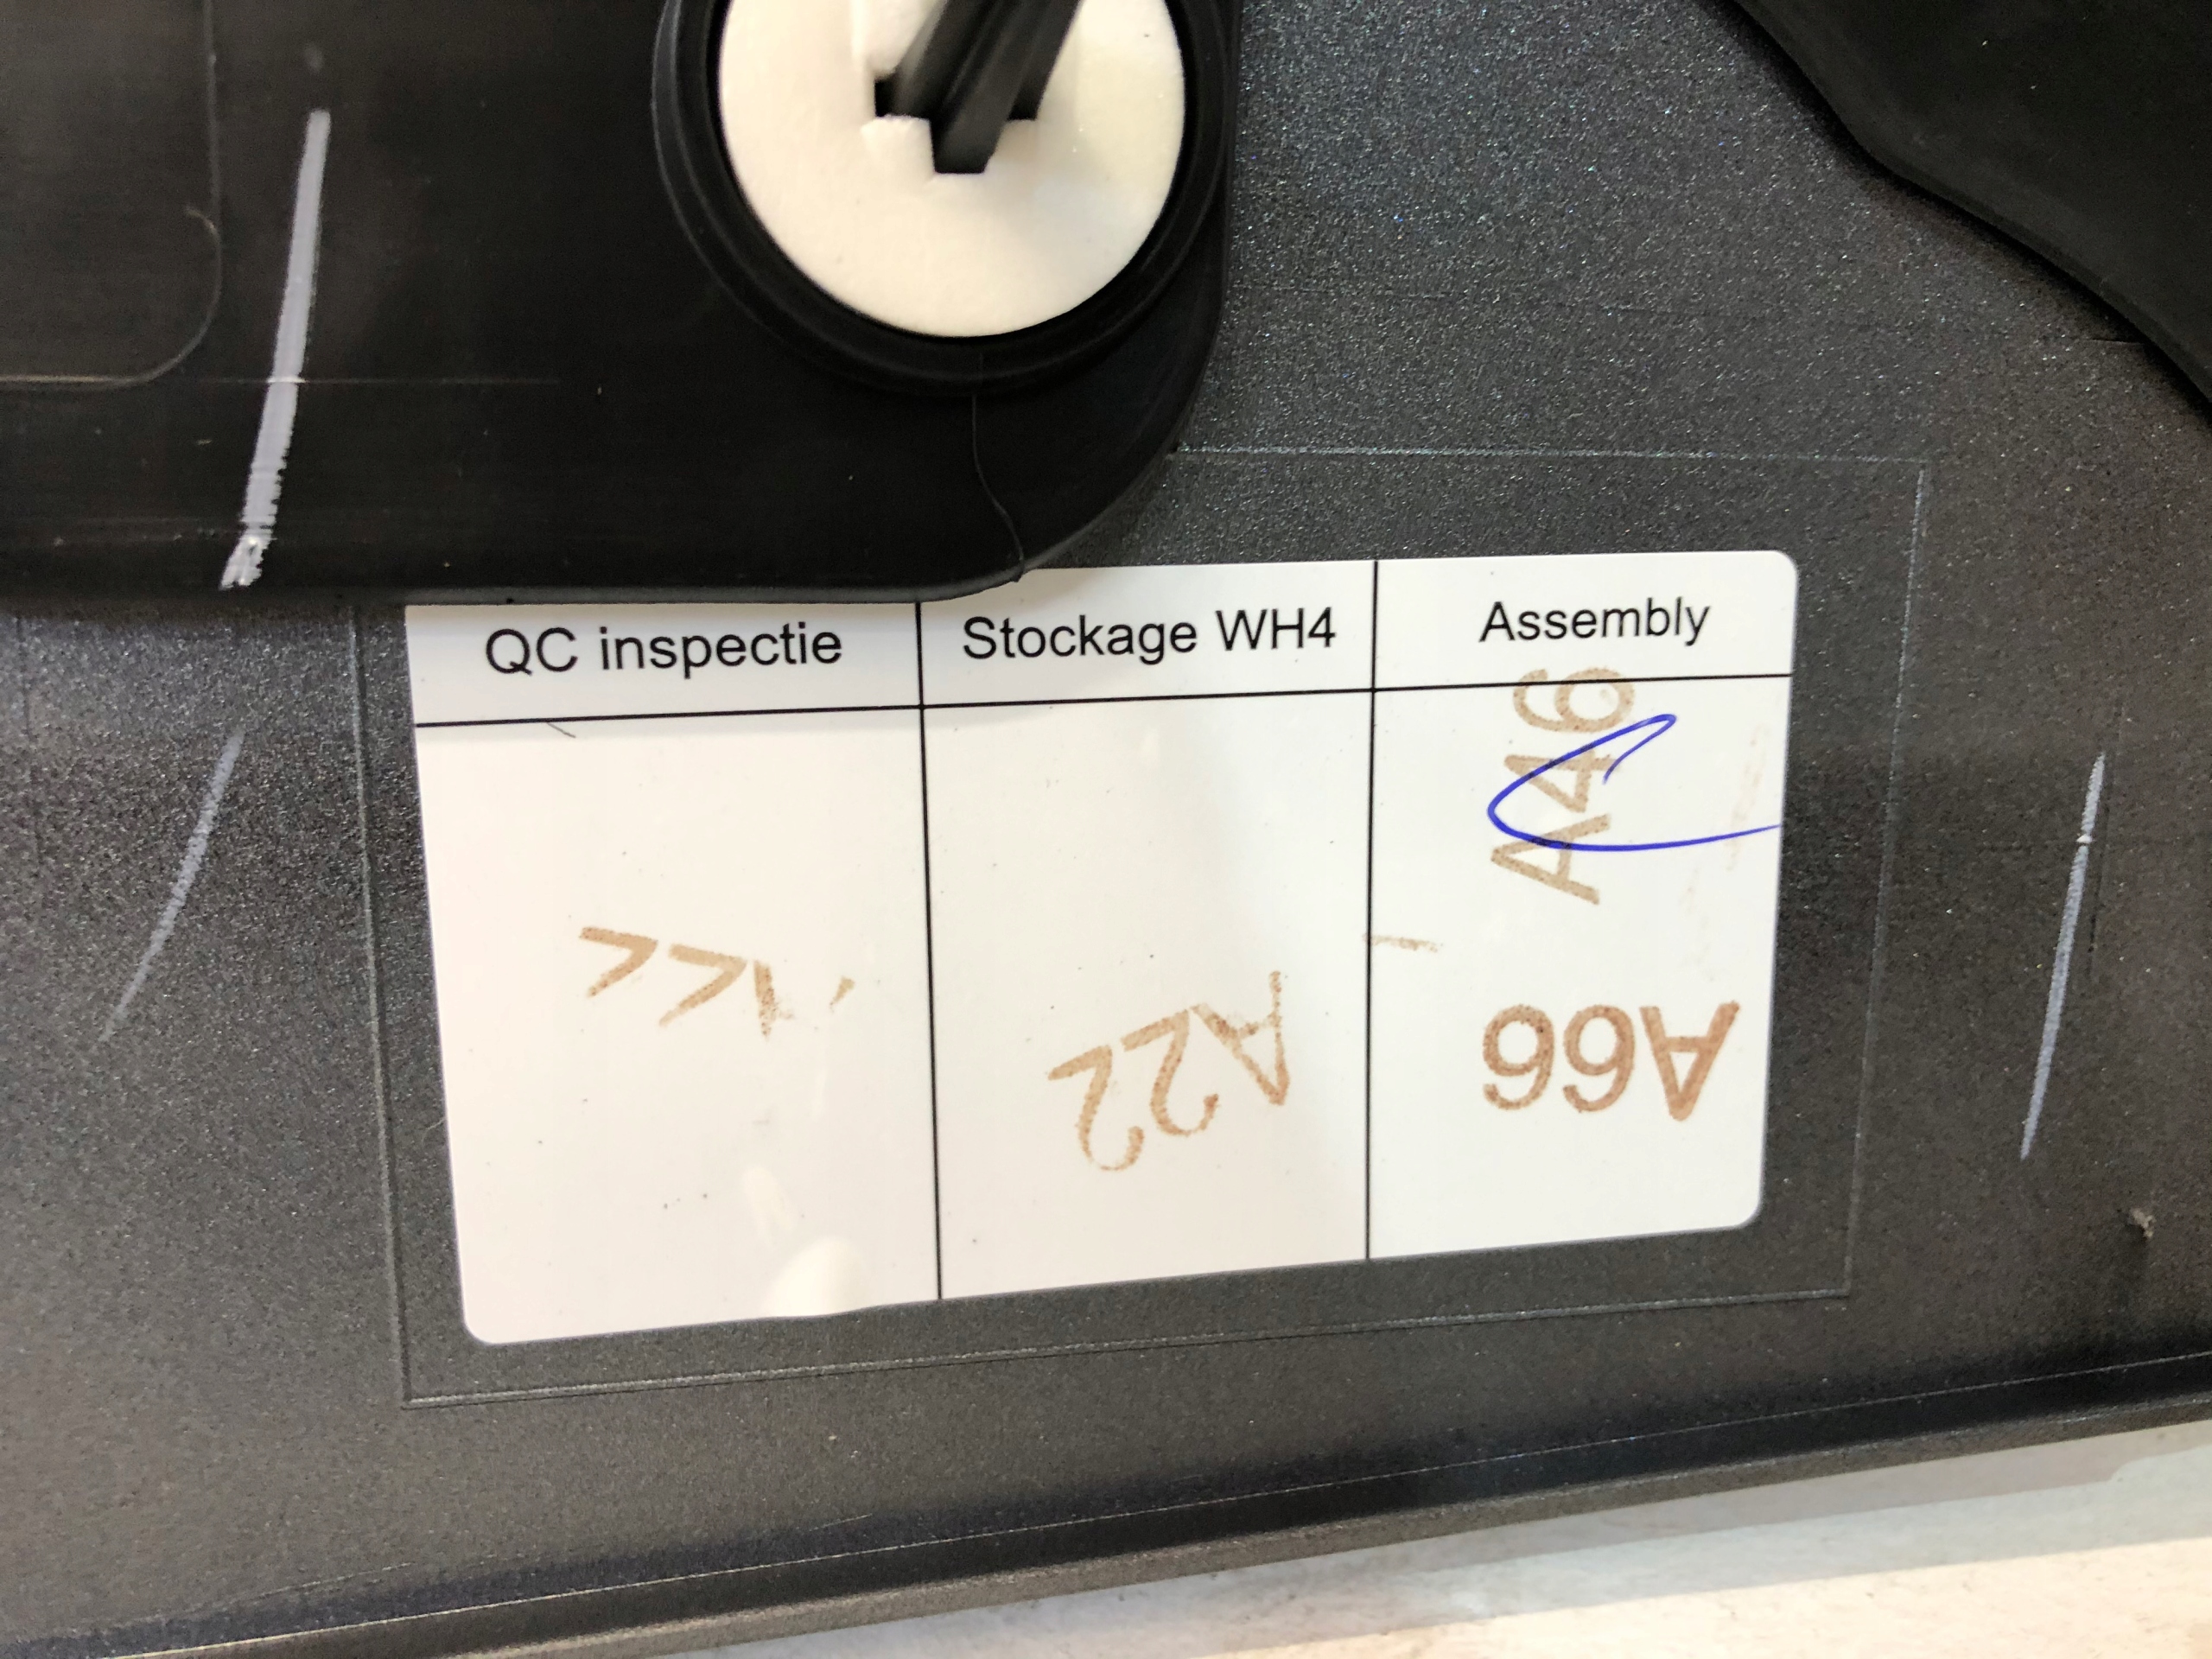 QC inspectie
Stockage WH4
Assembly
A46
A22
A66